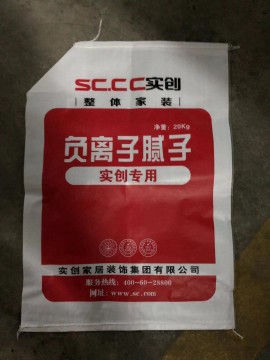 SC.CC实创
整体家装
净重：20Kg
负离子腻子
实创专用
实创家居装饰集团有限公司
服务热线：400-60-28800
网址：www.sc.com